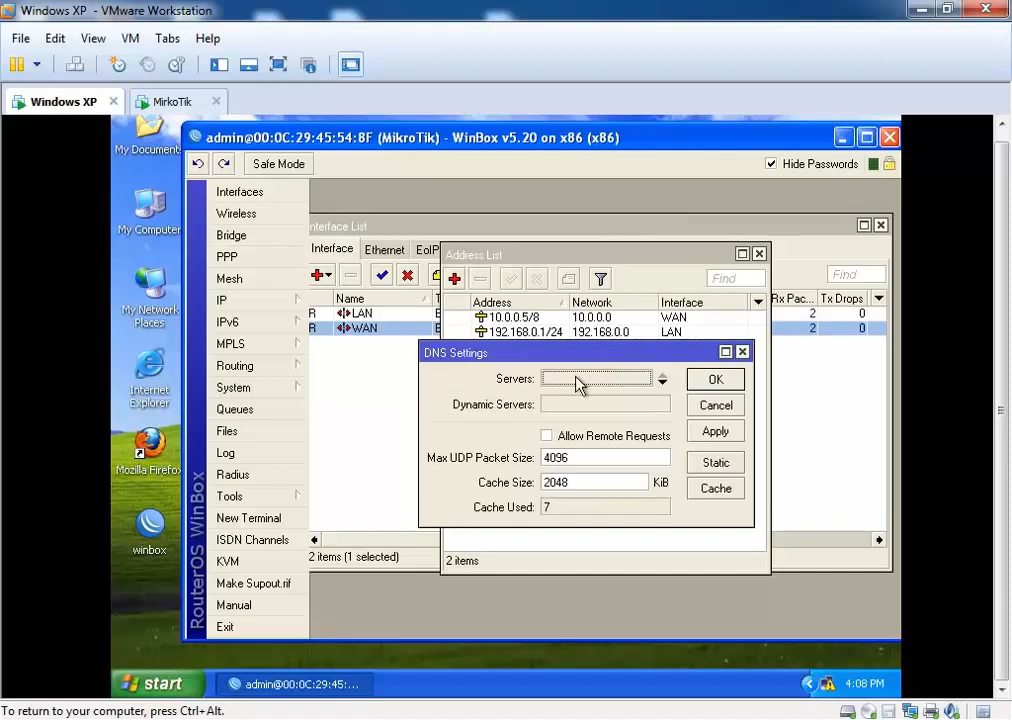 Windows XP - VMware Workstation
File Edit View VM Tabs Help
Windows XP
MirkoTik
My Documents
My Computer
My Network Places
Internet Explorer
Mozilla Firefox
winbox
admin@00:0C:29:45:54:8F (MikroTik) - WinBox v5.20 on x86 (x86)
Safe Mode
Hide Passwords
RouterOS WinBox
Interfaces
Wireless
Bridge
PPP
Mesh
IP
IPv6
MPLS
Routing
System
Queues
Files
Log
Radius
Tools
New Terminal
ISDN Channels
KVM
Make Supout.rif
Manual
Exit
nterface List
Interface Ethernet EoIP
Find
Name T Rx Pac... Tx Drops
R LAN E 2 0
R WAN E 2 0
2 items (1 selected)
Address List
Find
Address Network Interface
10.0.0.5/8 10.0.0.0 WAN
192.168.0.1/24 192.168.0.0 LAN
2 items
DNS Settings
Servers:
Dynamic Servers:
Allow Remote Requests
Max UDP Packet Size: 4096
Cache Size: 2048 KiB
Cache Used: 7
OK
Cancel
Apply
Static
Cache
start
admin@00:0C:29:45:...
4:08 PM
To return to your computer, press Ctrl+Alt.